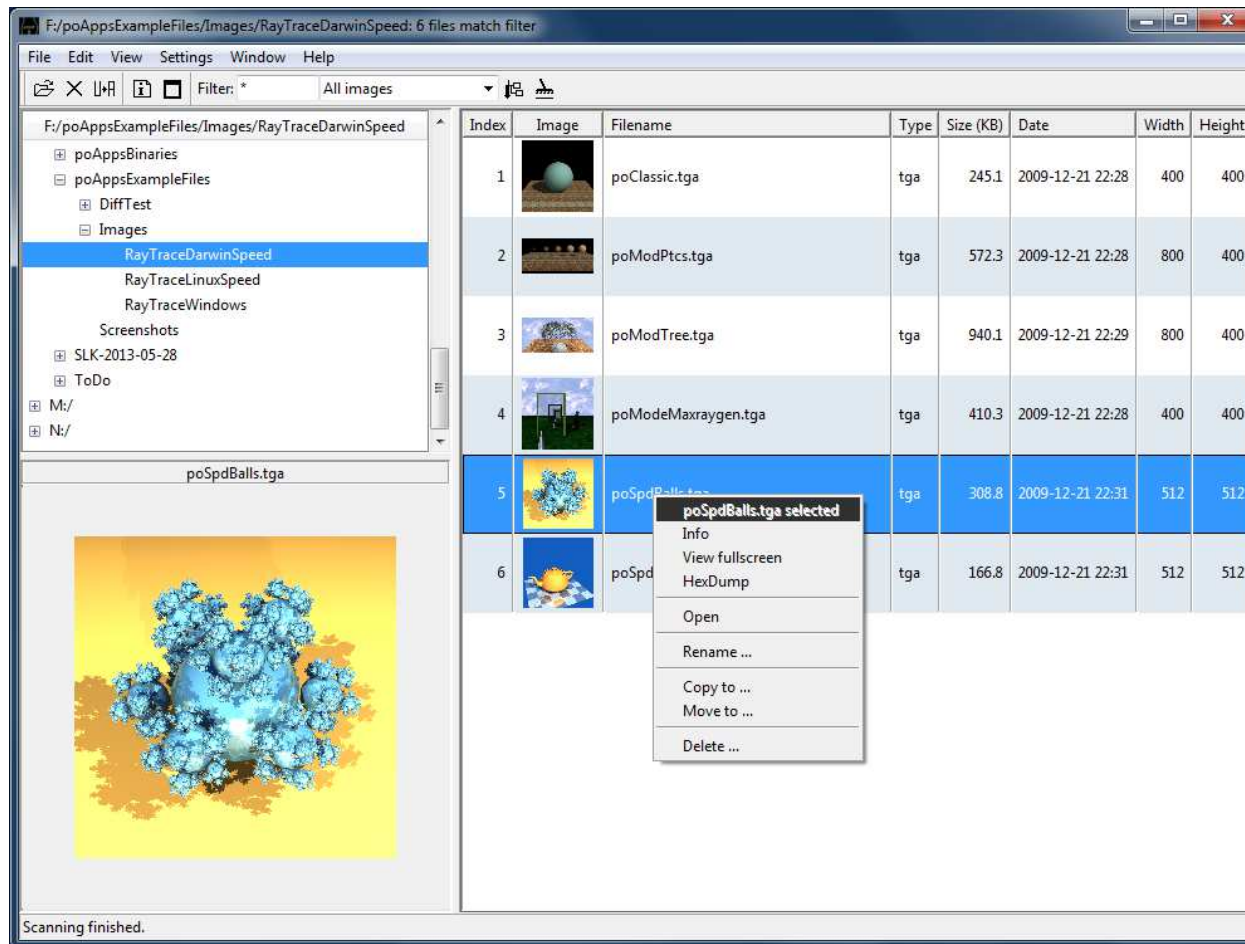 F:/poAppsExampleFiles/Images/RayTraceDarwinSpeed: 6 files match filter
File Edit View Settings Window Help
Filter: * All images
F:/poAppsExampleFiles/Images/RayTraceDarwinSpeed
poAppsBinaries
poAppsExampleFiles
DiffTest
Images
RayTraceDarwinSpeed
RayTraceLinuxSpeed
RayTraceWindows
Screenshots
SLK-2013-05-28
ToDo
M:/
N:/
poSpdBalls.tga
Index Image Filename Type Size (KB) Date Width Height
1 poClassic.tga tga 245.1 2009-12-21 22:28 400 400
2 poModPtcs.tga tga 572.3 2009-12-21 22:28 800 400
3 poModTree.tga tga 940.1 2009-12-21 22:29 800 400
4 poModeMaxraygen.tga tga 410.3 2009-12-21 22:28 400 400
5 poSpdBalls.tga tga 308.8 2009-12-21 22:31 512 512
6 poSpd tga 166.8 2009-12-21 22:31 512 512
poSpdBalls.tga selected
Info
View fullscreen
HexDump
Open
Rename ...
Copy to ...
Move to ...
Delete ...
Scanning finished.